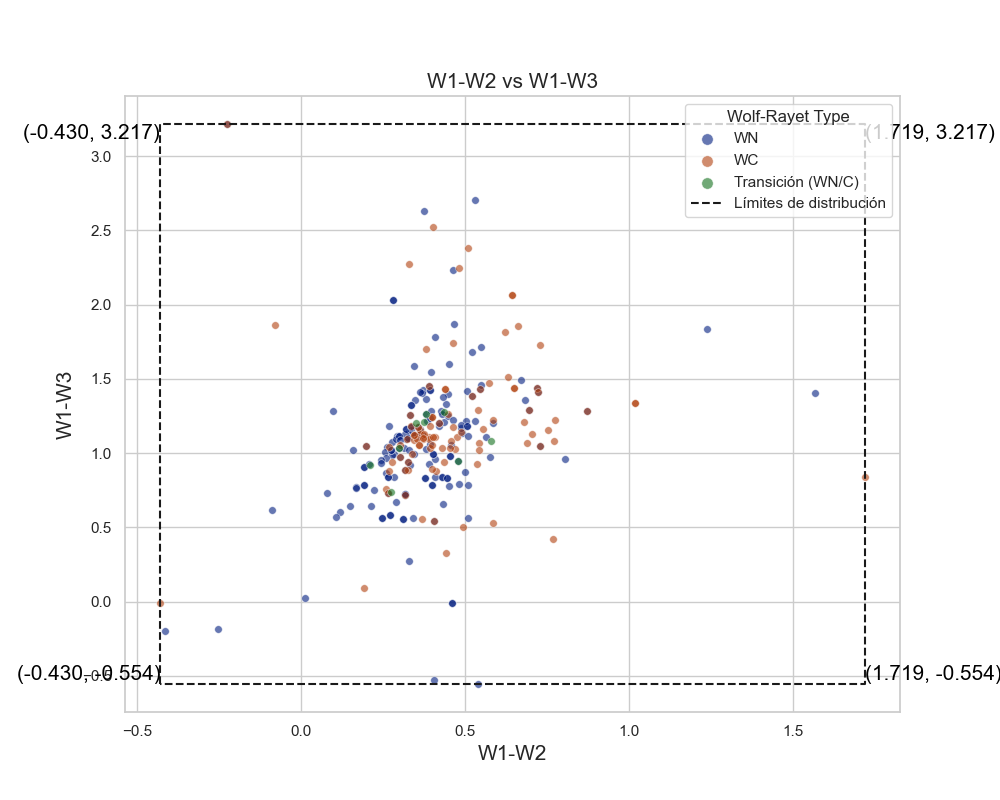 W1-W2 vs W1-W3
(-0.430, 3.217)
(1.719, 3.217)
Wolf-Rayet Type
WN
WC
Transición (WN/C)
Límites de distribución
3.0
2.5
2.0
1.5
1.0
0.5
0.0
−0.5
(-0.430, -0.554)
(1.719, -0.554)
W1-W3
−0.5
0.0
0.5
1.0
1.5
W1-W2